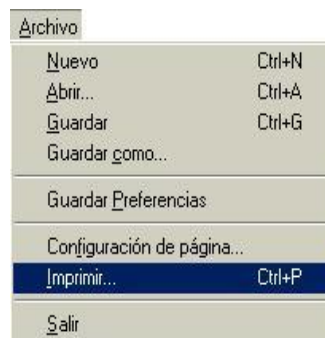 Archivo
Nuevo Ctrl+N
Abrir... Ctrl+A
Guardar Ctrl+G
Guardar como...
Guardar Preferencias
Configuración de página...
Imprimir... Ctrl+P
Salir